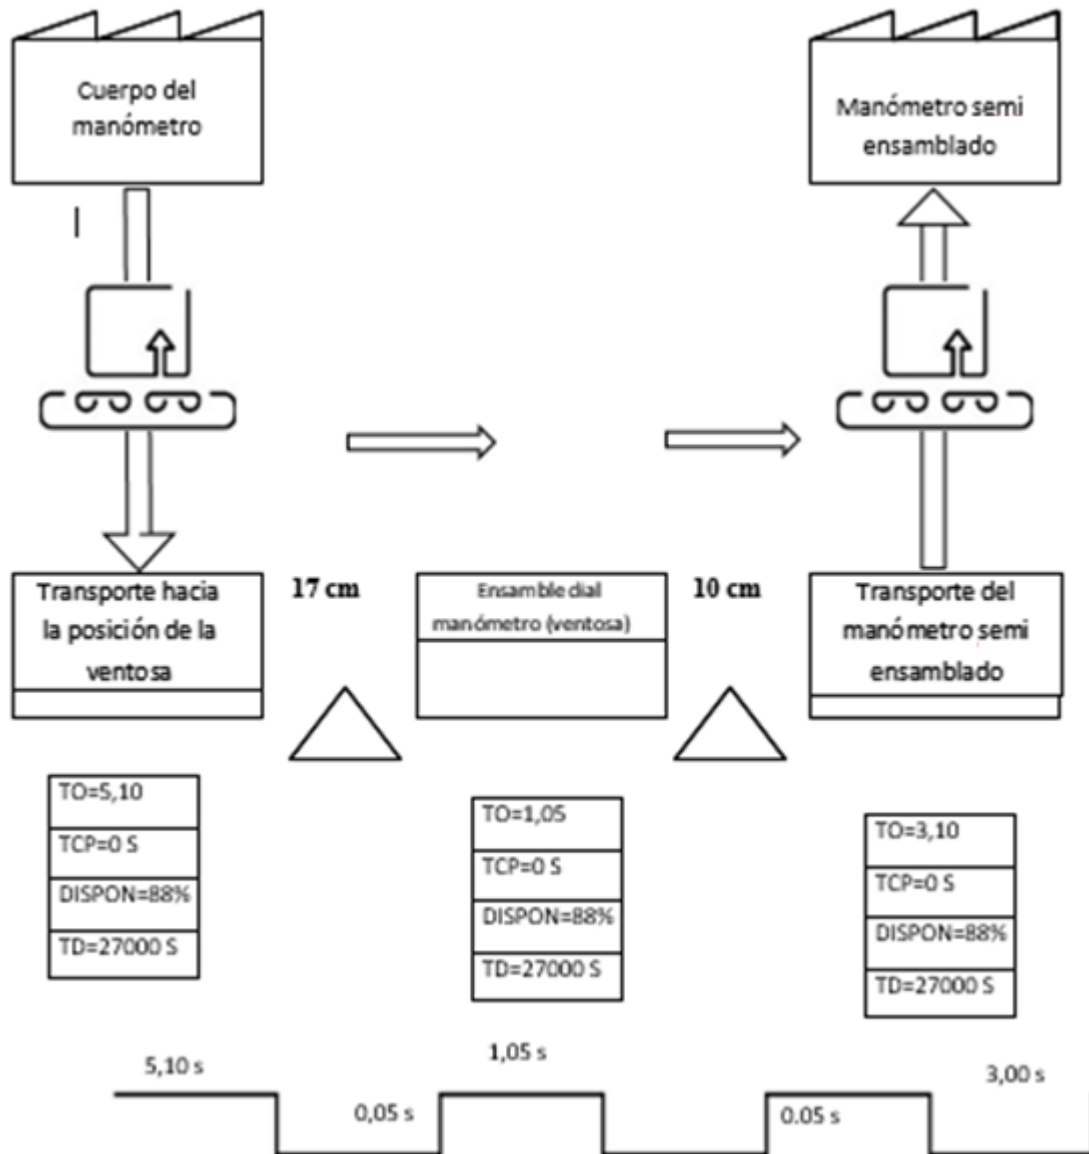 Cuerpo del
manómetro
Manómetro semi
ensamblado
Transporte hacia
la posición de la
ventosa
17 cm
Ensamble dial
manómetro (ventosa)
10 cm
Transporte del
manómetro semi
ensamblado
TO=5,10
TCP=0 S
DISPON=88%
TD=27000 S
TO=1,05
TCP=0 S
DISPON=88%
TD=27000 S
TO=3,10
TCP=0 S
DISPON=88%
TD=27000 S
5,10 s
0,05 s
1,05 s
0.05 s
3,00 s